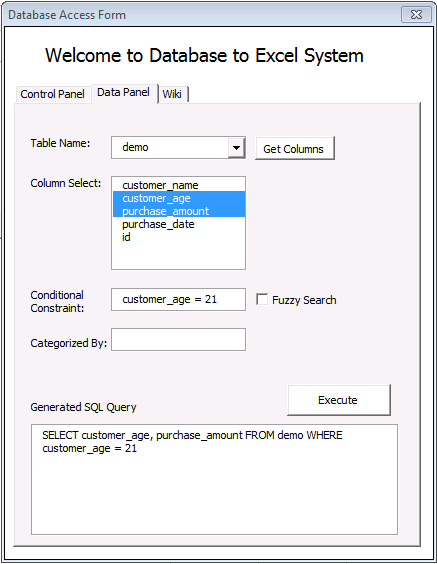 Database Access Form
Welcome to Database to Excel System
Control Panel Data Panel Wiki
Table Name: demo Get Columns
Column Select: customer_name
customer_age
purchase_amount
purchase_date
id
Conditional
Constraint: customer_age = 21 Fuzzy Search
Categorized By:
Execute
Generated SQL Query
SELECT customer_age, purchase_amount FROM demo WHERE
customer_age = 21